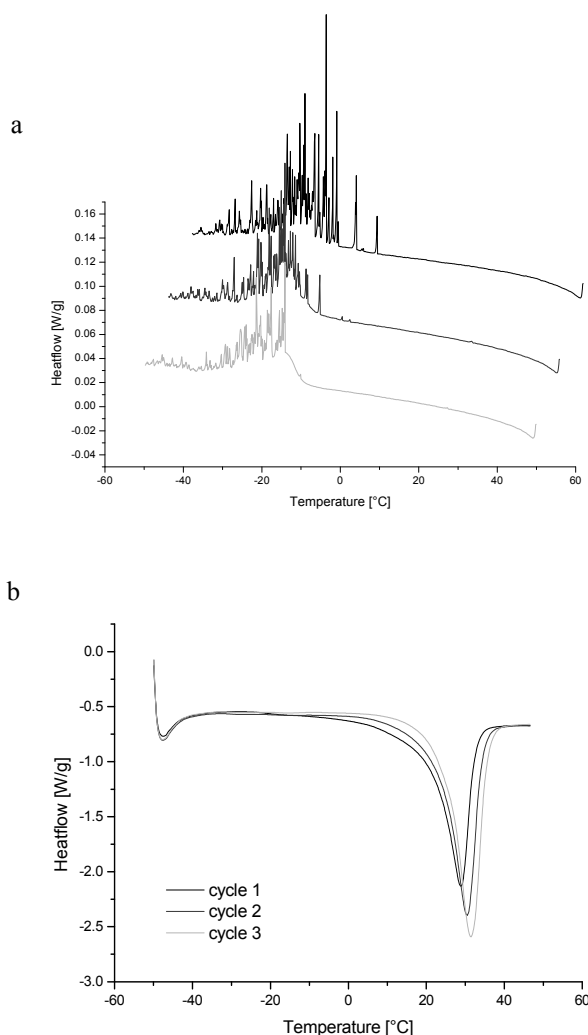 a
0.16
0.14
0.12
0.10
0.08
0.06
0.04
0.02
0.00
-0.02
-0.04
Heatflow [W/g]
-60 -40 -20 0 20 40 60
Temperature [°C]
b
0.0
-0.5
-1.0
-1.5
-2.0
-2.5
-3.0
Heatflow [W/g]
cycle 1
cycle 2
cycle 3
-60 -40 -20 0 20 40 60
Temperature [°C]